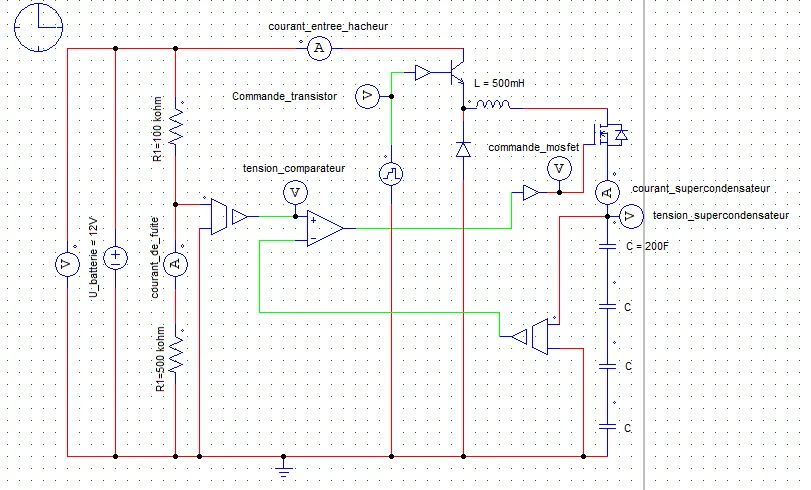 courant_entree_hacheur
A
L = 500mH
Commande_transistor
V
R1=100 kohm
commande_mosfet
V
tension_comparateur
V
A
courant_supercondensateur
V
tension_supercondensateur
U_batterie = 12V
courant_de_fuite
V
A
C = 200F
C
C
C
R1=500 kohm